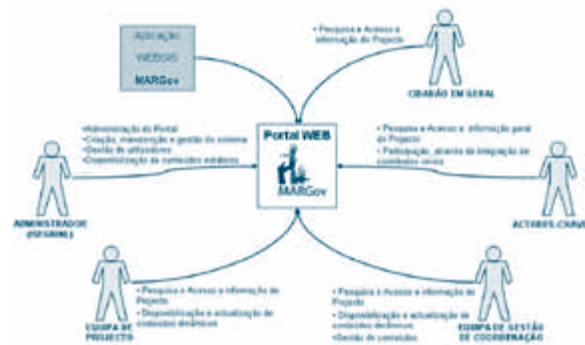 Aplicação
WEBSIG
MARGov
• Pesquisa e Acesso a
informação do Projecto
CIDADÃO EM GERAL
Portal WEB
MARGov
• Administração do Portal
• Criação, manutenção e gestão do sistema
• Gestão de utilizadores
• Disponibilização de conteúdos estáticos
ADMINISTRADOR
• Pesquisa e Acesso a informação geral
do Projecto
• Participação, através da integração de
contributos vários
ACTORES-CHAVE
• Pesquisa e Acesso a informação do
Projecto
• Disponibilização e actualização de
conteúdos dinâmicos
EQUIPA DE
PROJECTO
• Pesquisa e Acesso a informação do
Projecto
• Disponibilização e actualização de
conteúdos dinâmicos
• Gestão de conteúdos
EQUIPA DE GESTÃO
DE COORDENAÇÃO